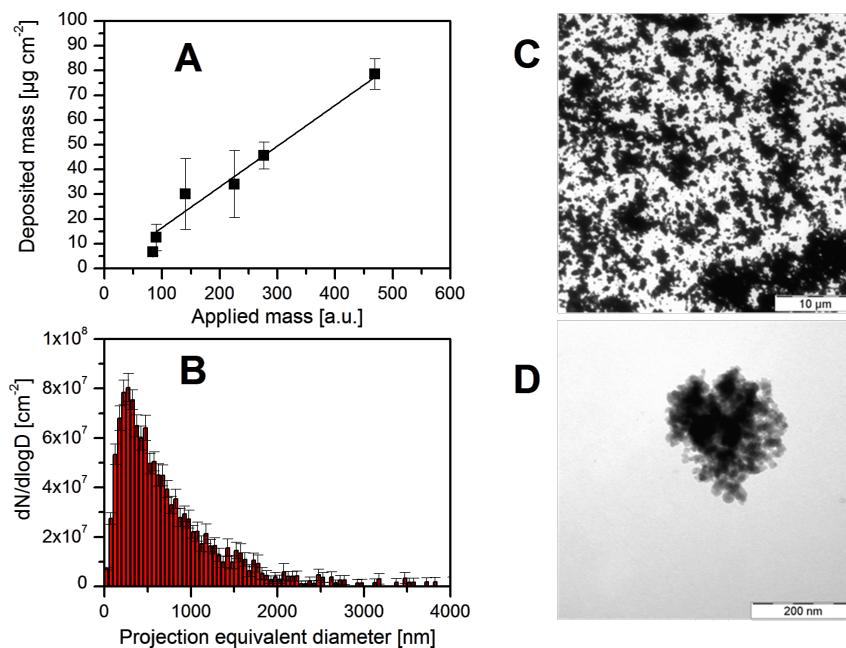 A
Deposited mass [µg cm⁻²]
100
90
80
70
60
50
40
30
20
10
0
0 100 200 300 400 500 600
Applied mass [a.u.]
B
dN/dlogD [cm⁻²]
1x10⁸
8x10⁷
6x10⁷
4x10⁷
2x10⁷
0
0 1000 2000 3000 4000
Projection equivalent diameter [nm]
C
10 µm
D
200 nm